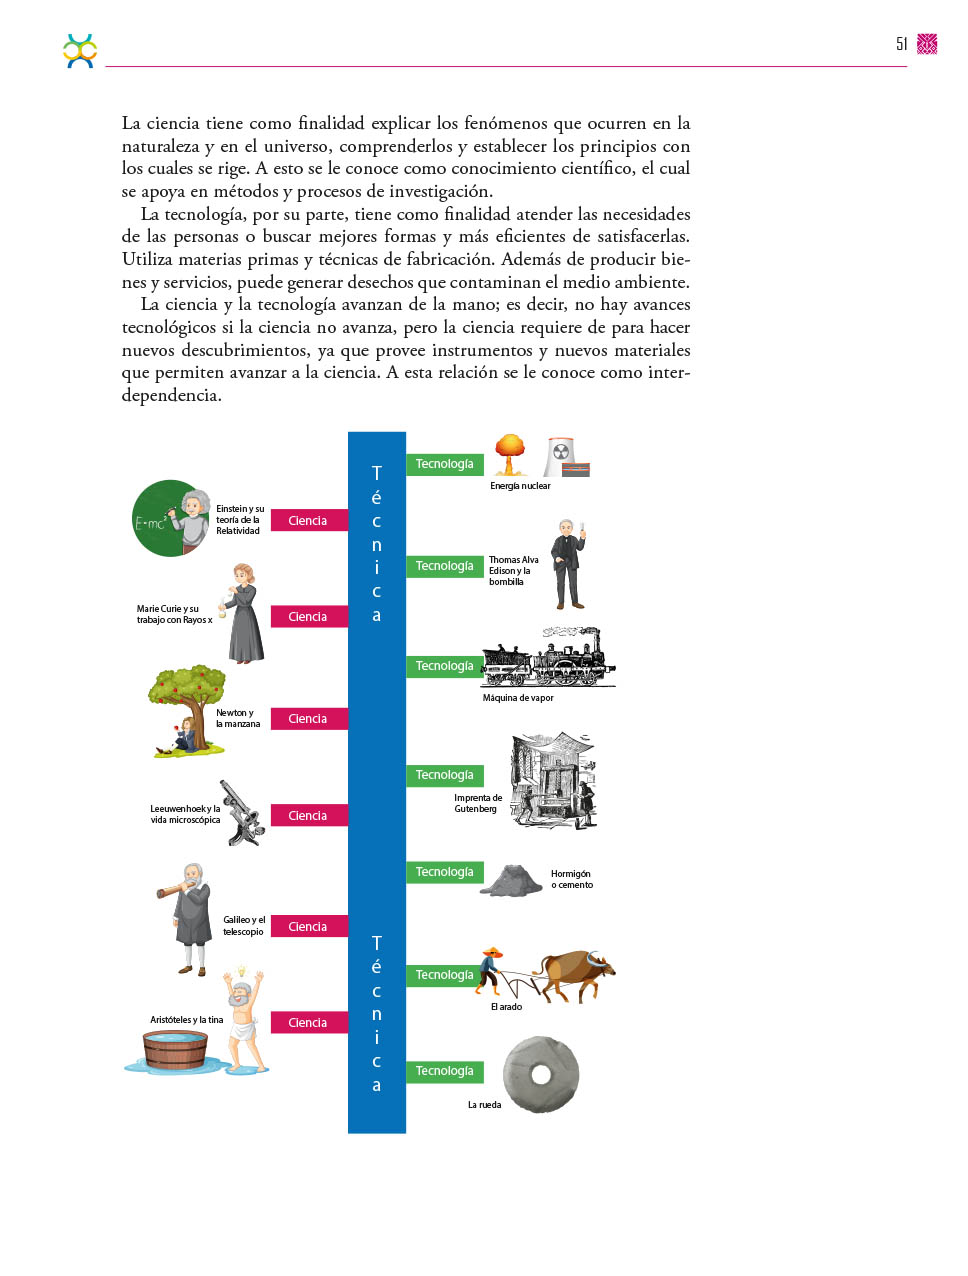 51
La ciencia tiene como finalidad explicar los fenómenos que ocurren en la
naturaleza y en el universo, comprenderlos y establecer los principios con
los cuales se rige. A esto se le conoce como conocimiento científico, el cual
se apoya en métodos y procesos de investigación.
La tecnología, por su parte, tiene como finalidad atender las necesidades
de las personas o buscar mejores formas y más eficientes de satisfacerlas.
Utiliza materias primas y técnicas de fabricación. Además de producir bie-
nes y servicios, puede generar desechos que contaminan el medio ambiente.
La ciencia y la tecnología avanzan de la mano; es decir, no hay avances
tecnológicos si la ciencia no avanza, pero la ciencia requiere de para hacer
nuevos descubrimientos, ya que provee instrumentos y nuevos materiales
que permiten avanzar a la ciencia. A esta relación se le conoce como inter-
dependencia.
Técnica
Tecnología
Energía nuclear
E=mc²
Einstein y su
teoría de la
Relatividad
Ciencia
Tecnología
Thomas Alva
Edison y la
bombilla
Marie Curie y su
trabajo con Rayos x
Ciencia
Tecnología
Máquina de vapor
Newton y
la manzana
Ciencia
Tecnología
Imprenta de
Gutenberg
Leeuwenhoek y la
vida microscópica
Ciencia
Tecnología
Hormigón
o cemento
Galileo y el
telescopio
Ciencia
Técnica
Tecnología
El arado
Aristóteles y la tina
Ciencia
Tecnología
La rueda